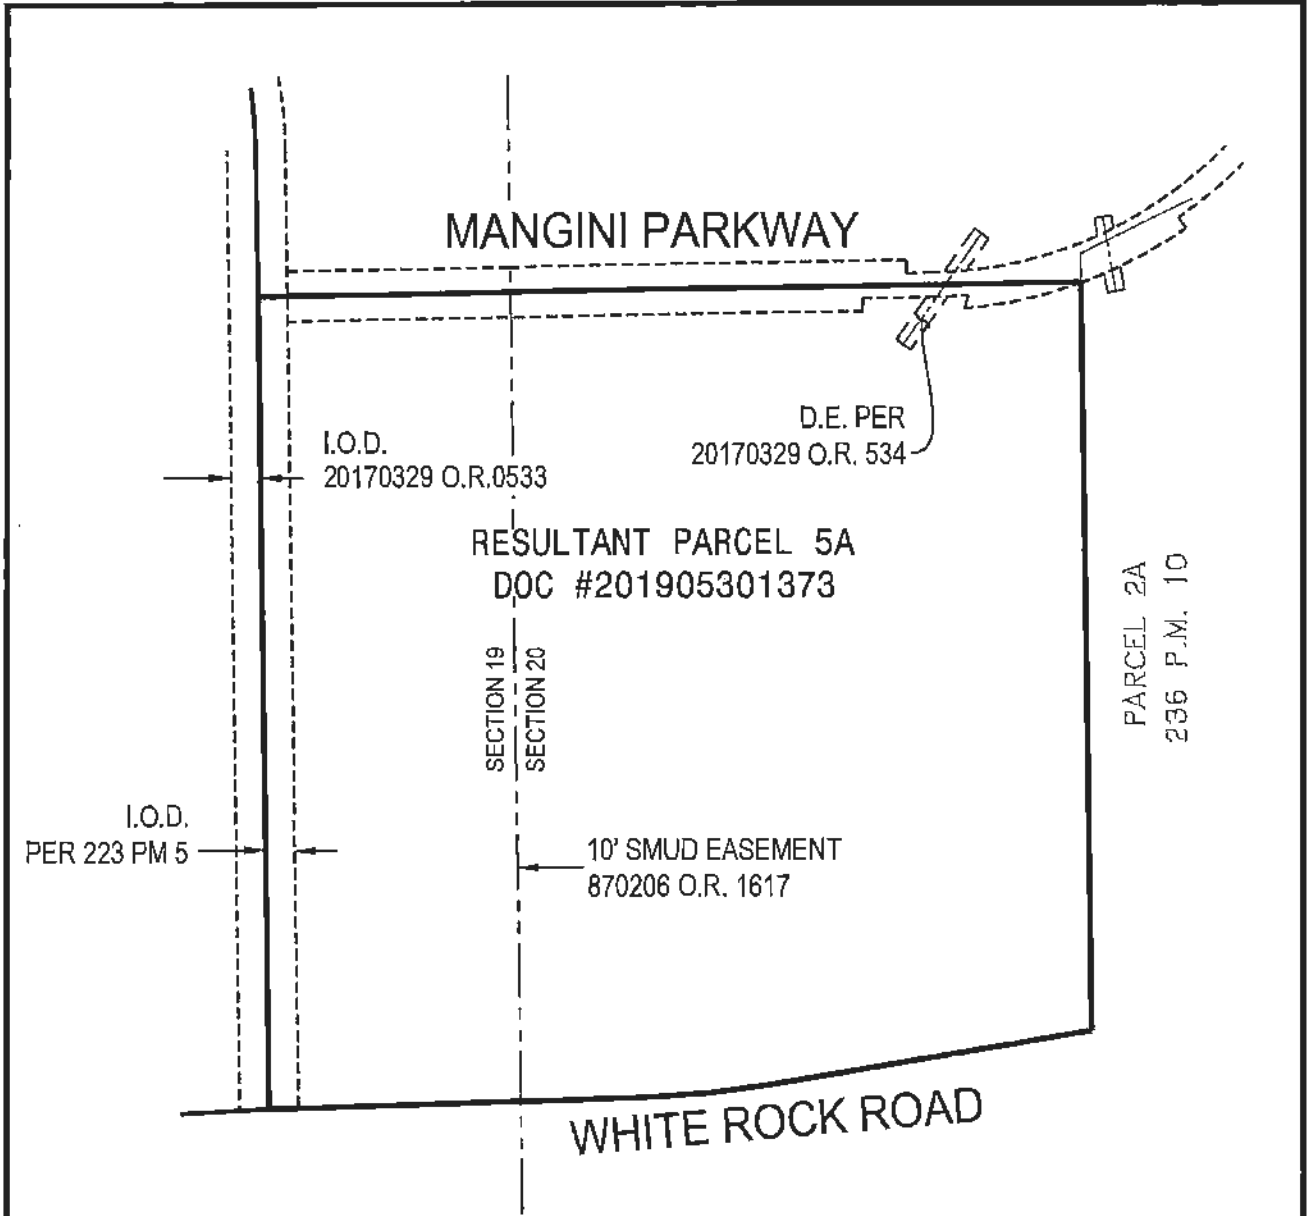 MANGINI PARKWAY
I.O.D.
20170329 O.R.0533
D.E. PER
20170329 O.R. 534
RESULTANT PARCEL 5A
DOC #201905301373
PARCEL 2A
236 P.M. 10
SECTION 19
SECTION 20
I.O.D.
PER 223 PM 5
10' SMUD EASEMENT
870206 O.R. 1617
WHITE ROCK ROAD